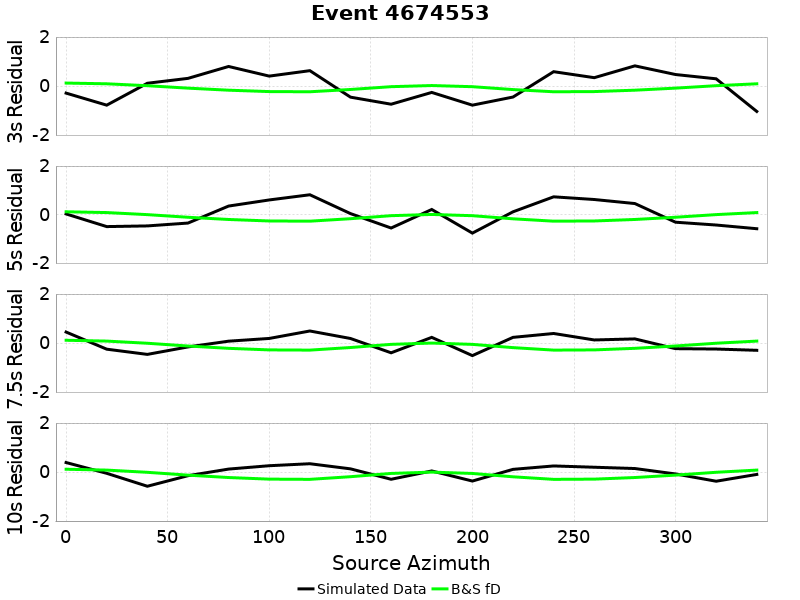 Event 4674553
3s Residual
2
0
-2
5s Residual
2
0
-2
7.5s Residual
2
0
-2
10s Residual
2
0
-2
0 50 100 150 200 250 300
Source Azimuth
Simulated Data B&S fD